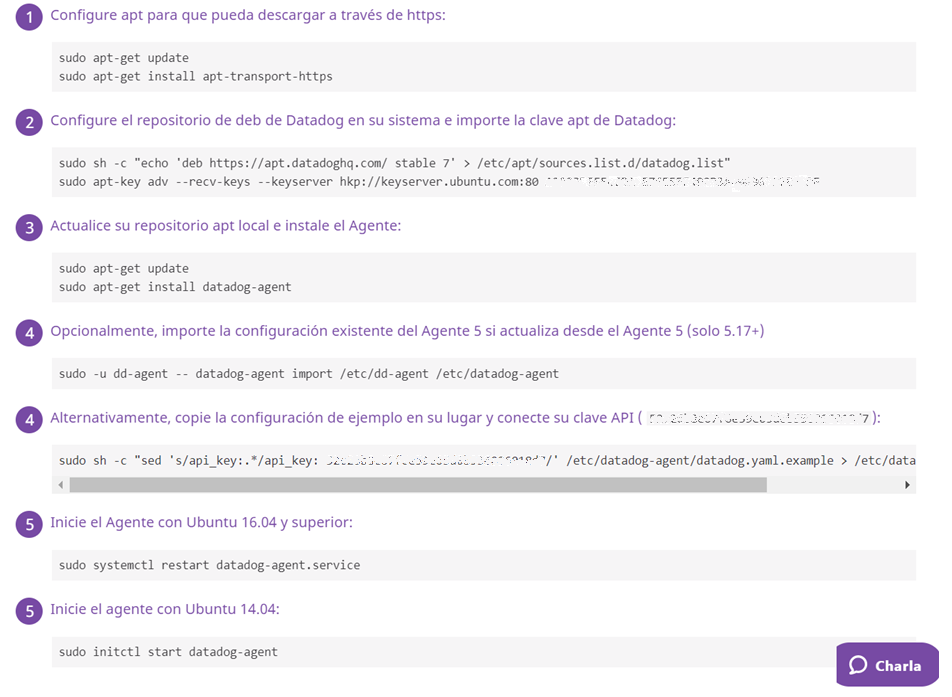 1 Configure apt para que pueda descargar a través de https:
sudo apt-get update
sudo apt-get install apt-transport-https
2 Configure el repositorio de deb de Datadog en su sistema e importe la clave apt de Datadog:
sudo sh -c "echo 'deb https://apt.datadoghq.com/ stable 7' > /etc/apt/sources.list.d/datadog.list"
sudo apt-key adv --recv-keys --keyserver hkp://keyserver.ubuntu.com:80
3 Actualice su repositorio apt local e instale el Agente:
sudo apt-get update
sudo apt-get install datadog-agent
4 Opcionalmente, importe la configuración existente del Agente 5 si actualiza desde el Agente 5 (solo 5.17+)
sudo -u dd-agent -- datadog-agent import /etc/dd-agent /etc/datadog-agent
4 Alternativamente, copie la configuración de ejemplo en su lugar y conecte su clave API ( ):
sudo sh -c "sed 's/api_key:.*/api_key: /' /etc/datadog-agent/datadog.yaml.example > /etc/data
5 Inicie el Agente con Ubuntu 16.04 y superior:
sudo systemctl restart datadog-agent.service
5 Inicie el agente con Ubuntu 14.04:
sudo initctl start datadog-agent
Charla